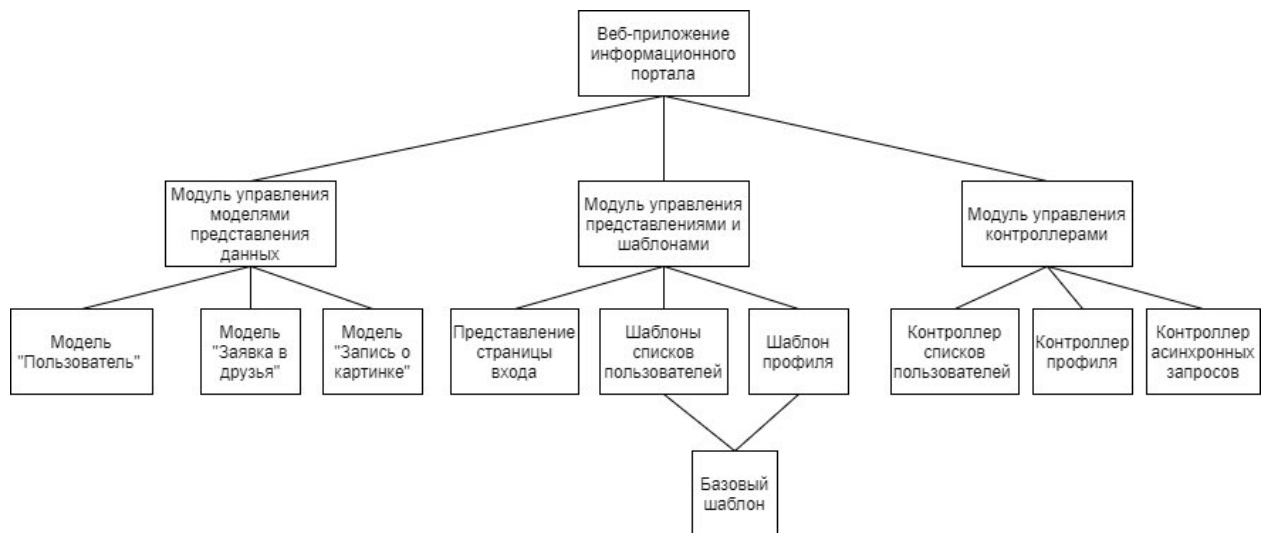 Веб-приложение
информационного
портала
Модуль управления
моделями
представления
данных
Модуль управления
представлениями и
шаблонами
Модуль управления
контроллерами
Модель
"Пользователь"
Модель
"Заявка в
друзья"
Модель
"Запись о
картинке"
Представление
страницы
входа
Шаблоны
списков
пользователей
Шаблон
профиля
Контроллер
списков
пользователей
Контроллер
профиля
Контроллер
асинхронных
запросов
Базовый
шаблон